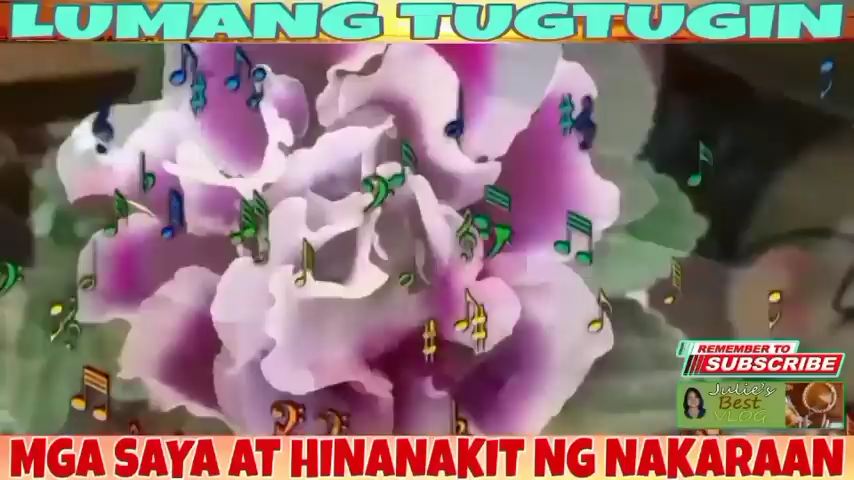 LUMANG TUGTUGIN
REMEMBER TO
SUBSCRIBE
Julie's
Best
VLOG
MGA SAYA AT HINANAKIT NG NAKARAAN